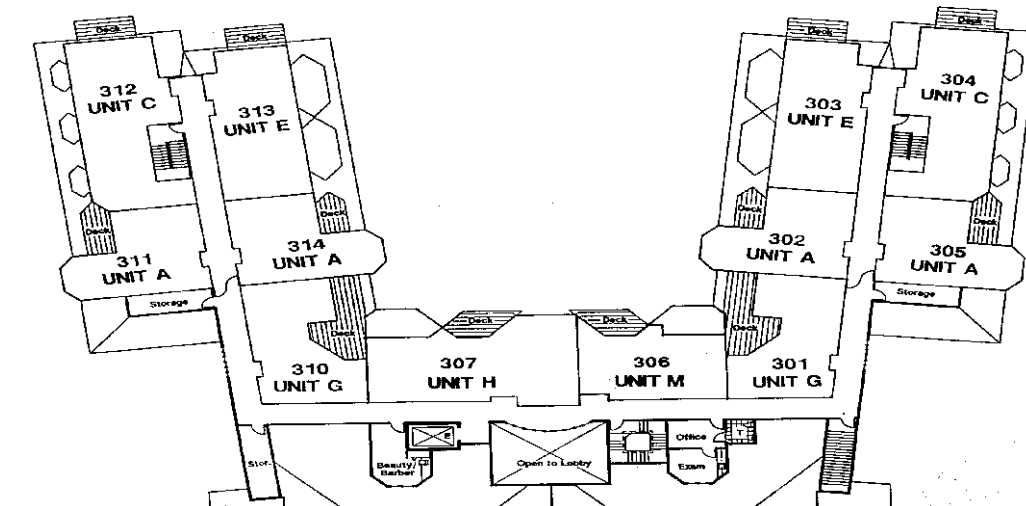 Deck
Deck
Deck
Deck
312
UNIT C
313
UNIT E
303
UNIT E
304
UNIT C
Deck
Deck
Deck
Deck
311
UNIT A
314
UNIT A
302
UNIT A
305
UNIT A
Storage
Storage
Deck
Deck
Deck
Deck
310
UNIT G
307
UNIT H
306
UNIT M
301
UNIT G
E
Office
T
Stor.
Beauty/
Barber
Open to Lobby
Exam